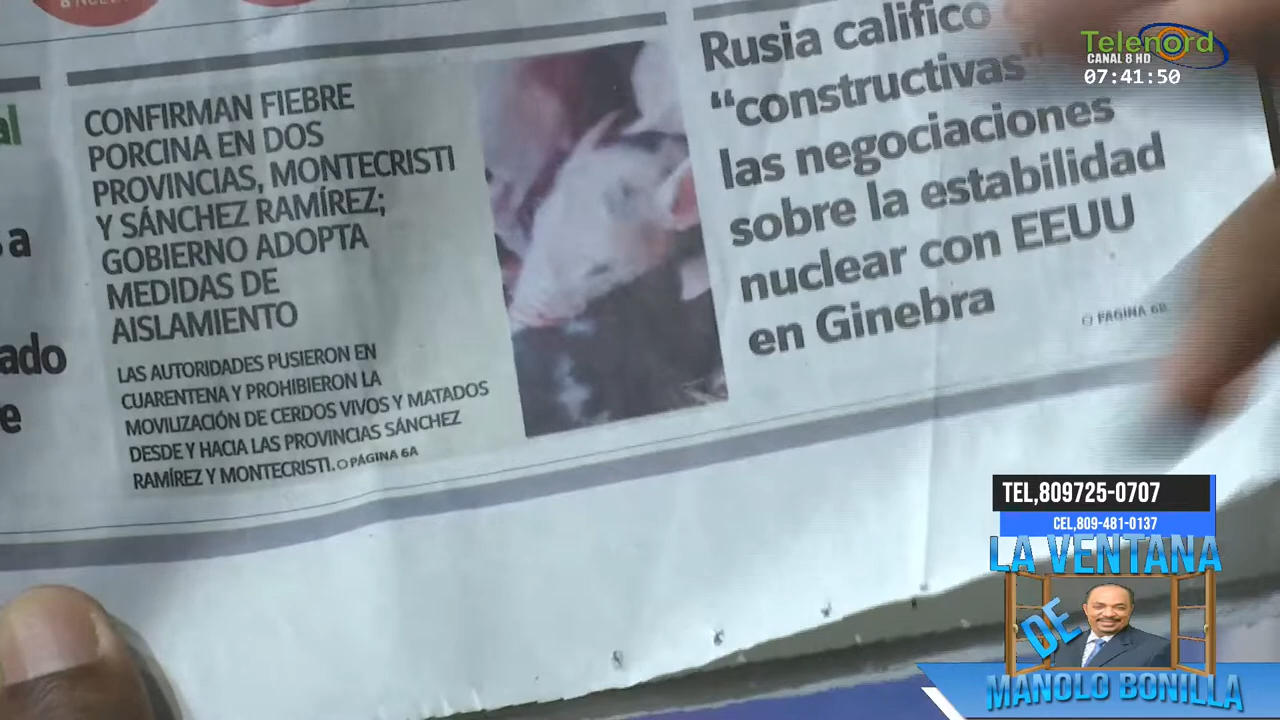 CONFIRMAN FIEBRE
PORCINA EN DOS
PROVINCIAS, MONTECRISTI
Y SÁNCHEZ RAMÍREZ;
GOBIERNO ADOPTA
MEDIDAS DE
AISLAMIENTO
LAS AUTORIDADES PUSIERON EN
CUARENTENA Y PROHIBIERON LA
MOVILIZACIÓN DE CERDOS VIVOS Y MATADOS
DESDE Y HACIA LAS PROVINCIAS SÁNCHEZ
RAMÍREZ Y MONTECRISTI. PÁGINA 6A
Rusia calificó
“constructivas”
las negociaciones
sobre la estabilidad
nuclear con EEUU
en Ginebra
PÁGINA 6B
Telenord
CANAL 8 HD
07:41:50
TEL,809725-0707
CEL,809-481-0137
LA VENTANA
DE
MANOLO BONILLA